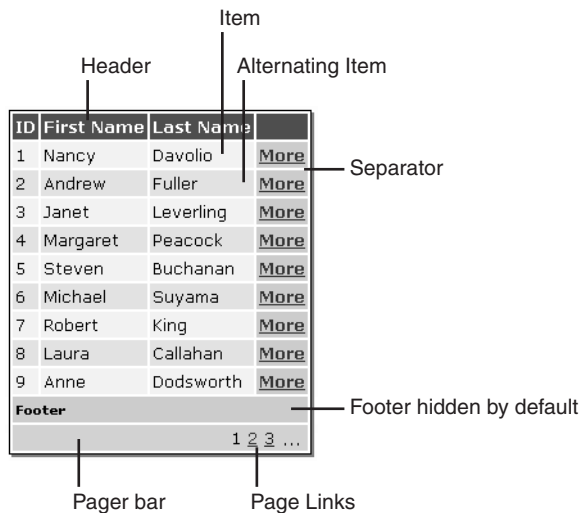 Item
Header
Alternating Item
ID First Name Last Name
1 Nancy Davolio More
2 Andrew Fuller More
Separator
3 Janet Leverling More
4 Margaret Peacock More
5 Steven Buchanan More
6 Michael Suyama More
7 Robert King More
8 Laura Callahan More
9 Anne Dodsworth More
Footer
Footer hidden by default
1 2 3 ...
Pager bar
Page Links